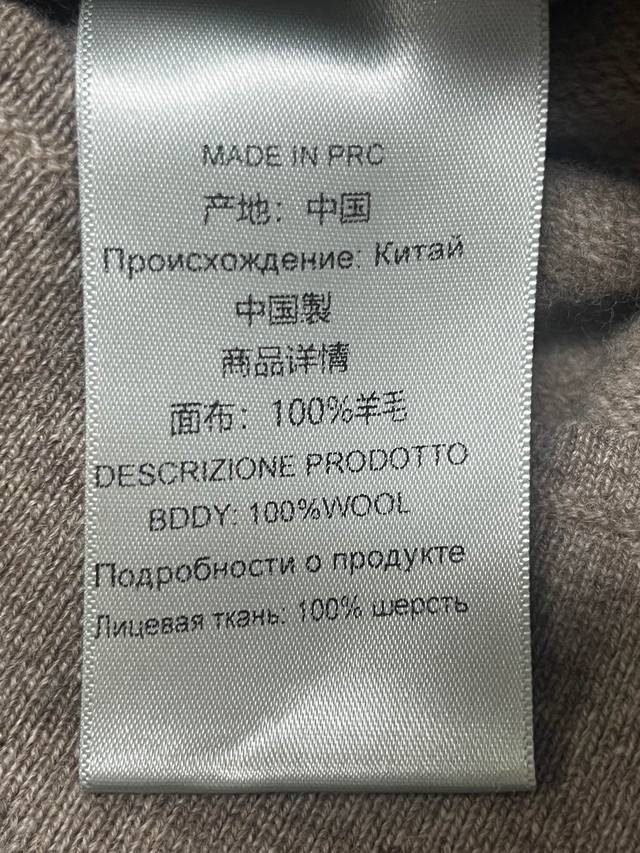 MADE IN PRC
产地：中国
Происхождение: Китай
中国製
商品详情
面布：100%羊毛
DESCRIZIONE PRODOTTO
BDDY: 100%WOOL
Подробности о продукте
Лицевая ткань: 100% шерсть